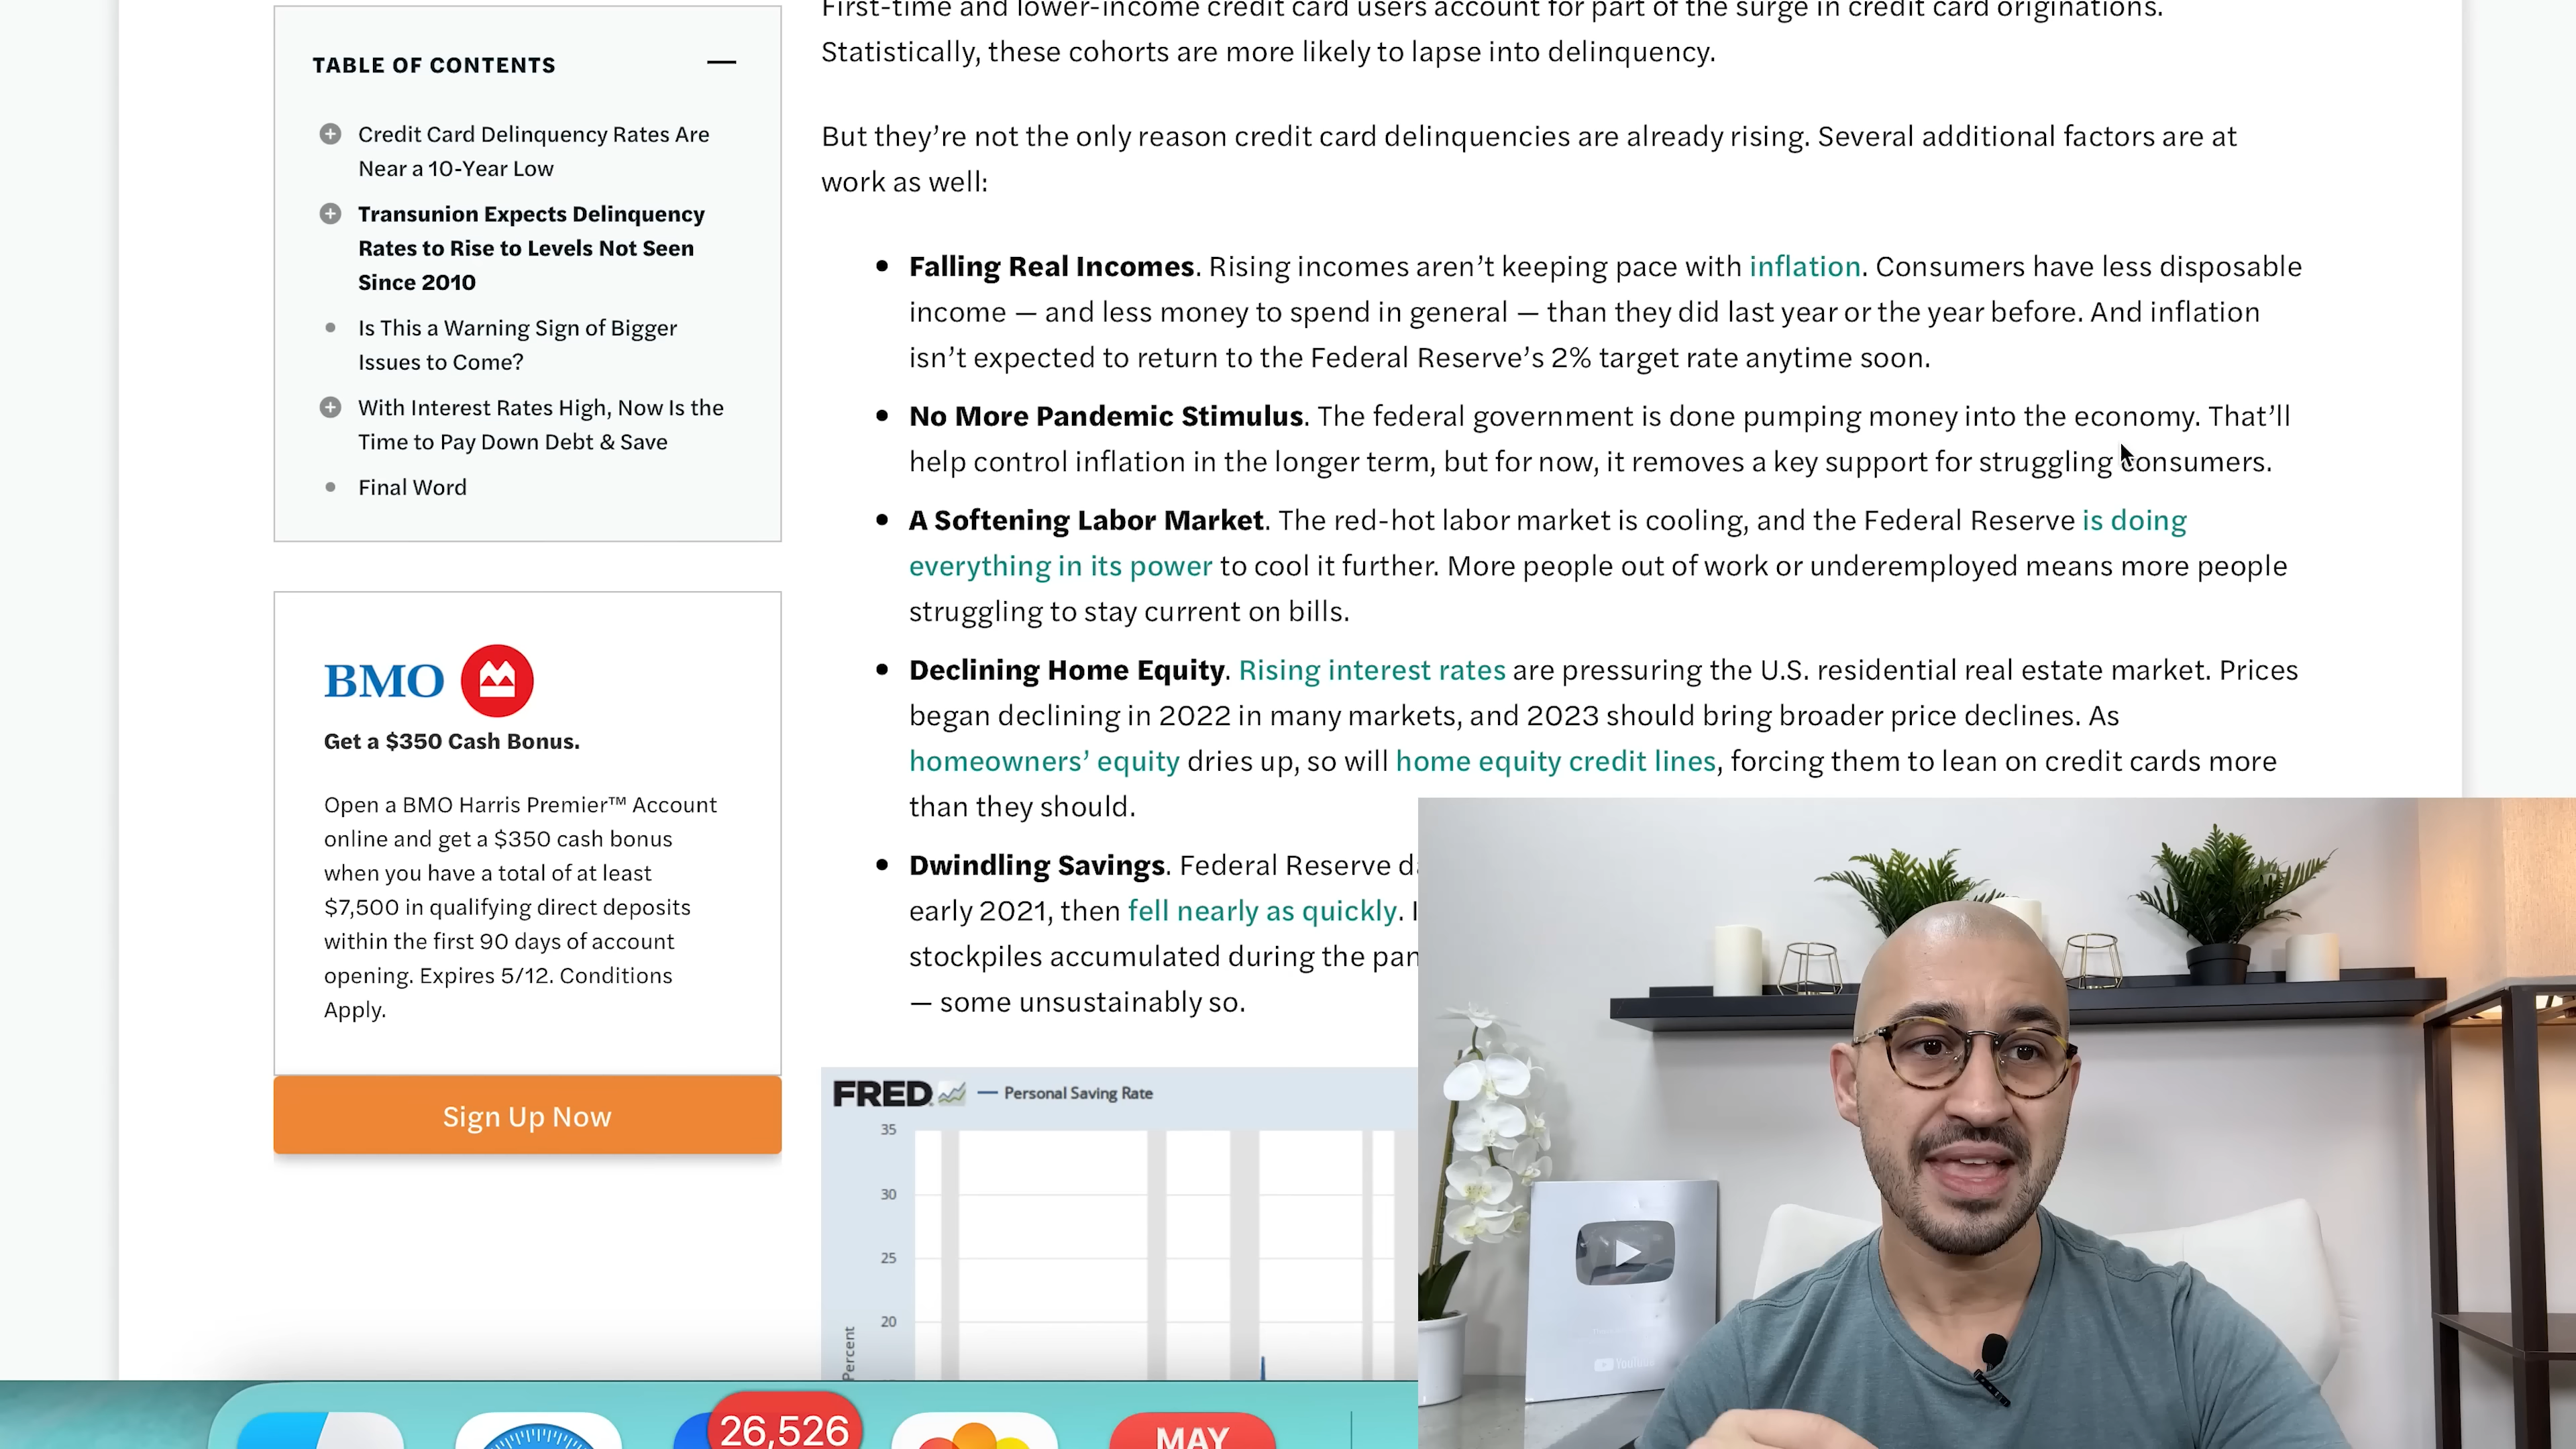 TABLE OF CONTENTS
Credit Card Delinquency Rates Are
Near a 10-Year Low
Transunion Expects Delinquency
Rates to Rise to Levels Not Seen
Since 2010
Is This a Warning Sign of Bigger
Issues to Come?
With Interest Rates High, Now Is the
Time to Pay Down Debt & Save
Final Word
BMO
Get a $350 Cash Bonus.
Open a BMO Harris Premier™ Account
online and get a $350 cash bonus
when you have a total of at least
$7,500 in qualifying direct deposits
within the first 90 days of account
opening. Expires 5/12. Conditions
Apply.
Sign Up Now
First-time and lower-income credit card users account for part of the surge in credit card originations.
Statistically, these cohorts are more likely to lapse into delinquency.
But they’re not the only reason credit card delinquencies are already rising. Several additional factors are at
work as well:
Falling Real Incomes. Rising incomes aren’t keeping pace with inflation. Consumers have less disposable
income — and less money to spend in general — than they did last year or the year before. And inflation
isn’t expected to return to the Federal Reserve’s 2% target rate anytime soon.
No More Pandemic Stimulus. The federal government is done pumping money into the economy. That’ll
help control inflation in the longer term, but for now, it removes a key support for struggling consumers.
A Softening Labor Market. The red-hot labor market is cooling, and the Federal Reserve is doing
everything in its power to cool it further. More people out of work or underemployed means more people
struggling to stay current on bills.
Declining Home Equity. Rising interest rates are pressuring the U.S. residential real estate market. Prices
began declining in 2022 in many markets, and 2023 should bring broader price declines. As
homeowners’ equity dries up, so will home equity credit lines, forcing them to lean on credit cards more
than they should.
Dwindling Savings. Federal Reserve
early 2021, then fell nearly as quickly.
stockpiles accumulated during the pan
— some unsustainably so.
FRED — Personal Saving Rate
35
30
25
20
Percent
YouTube
26,526
MAY